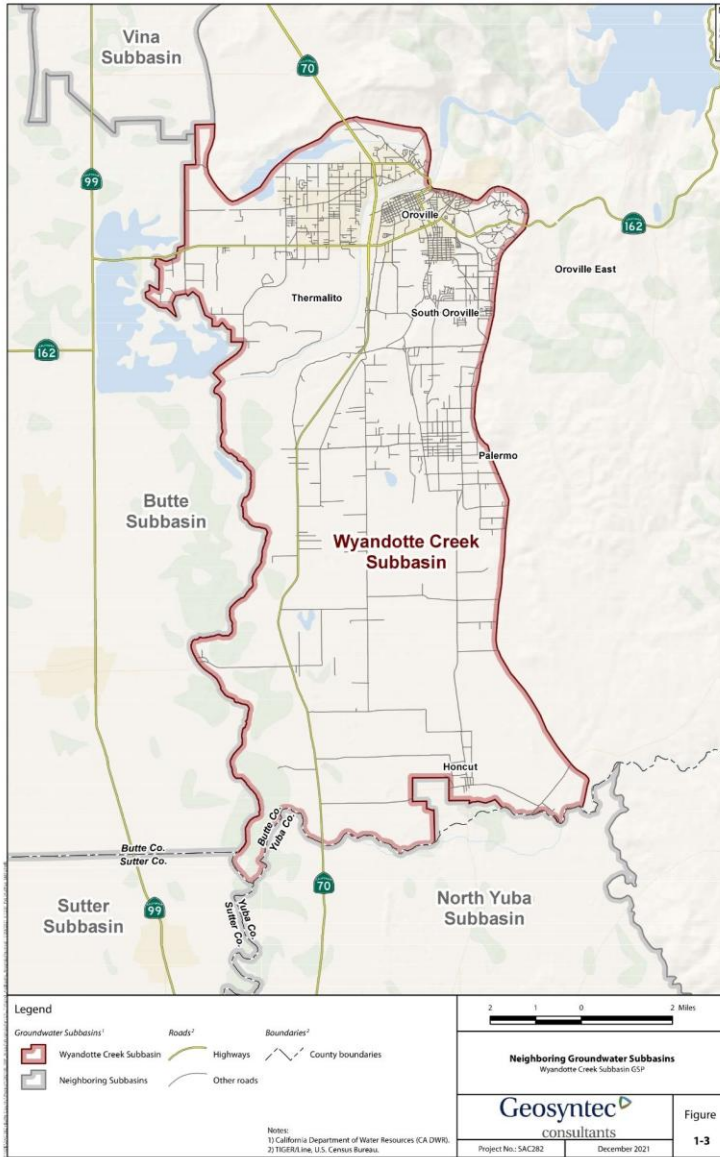 Vina
Subbasin
70
99
Oroville
162
Oroville East
Thermalito
South Oroville
162
Palermo
Butte
Subbasin
Wyandotte Creek
Subbasin
Honcut
Butte Co.
Yuba Co.
Butte Co.
Sutter Co.
70
Sutter
Subbasin
99
Yuba Co.
Sutter Co.
North Yuba
Subbasin
Legend
Groundwater Subbasins¹
Wyandotte Creek Subbasin
Neighboring Subbasins
Roads²
Highways
Other roads
Boundaries²
County boundaries
Notes:
1) California Department of Water Resources (CA DWR).
2) TIGER/Line, U.S. Census Bureau.
2 1 0 2 Miles
Neighboring Groundwater Subbasins
Wyandotte Creek Subbasin GSP
Geosyntec
consultants
Project No.: SAC282
December 2021
Figure
1-3